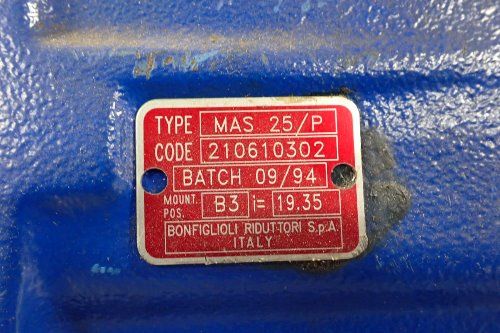 TYPE MAS 25/P
CODE 210610302
BATCH 09/94
MOUNT. POS. B3 i= 19.35
BONFIGLIOLI RIDUTTORI S.p.A.
ITALY